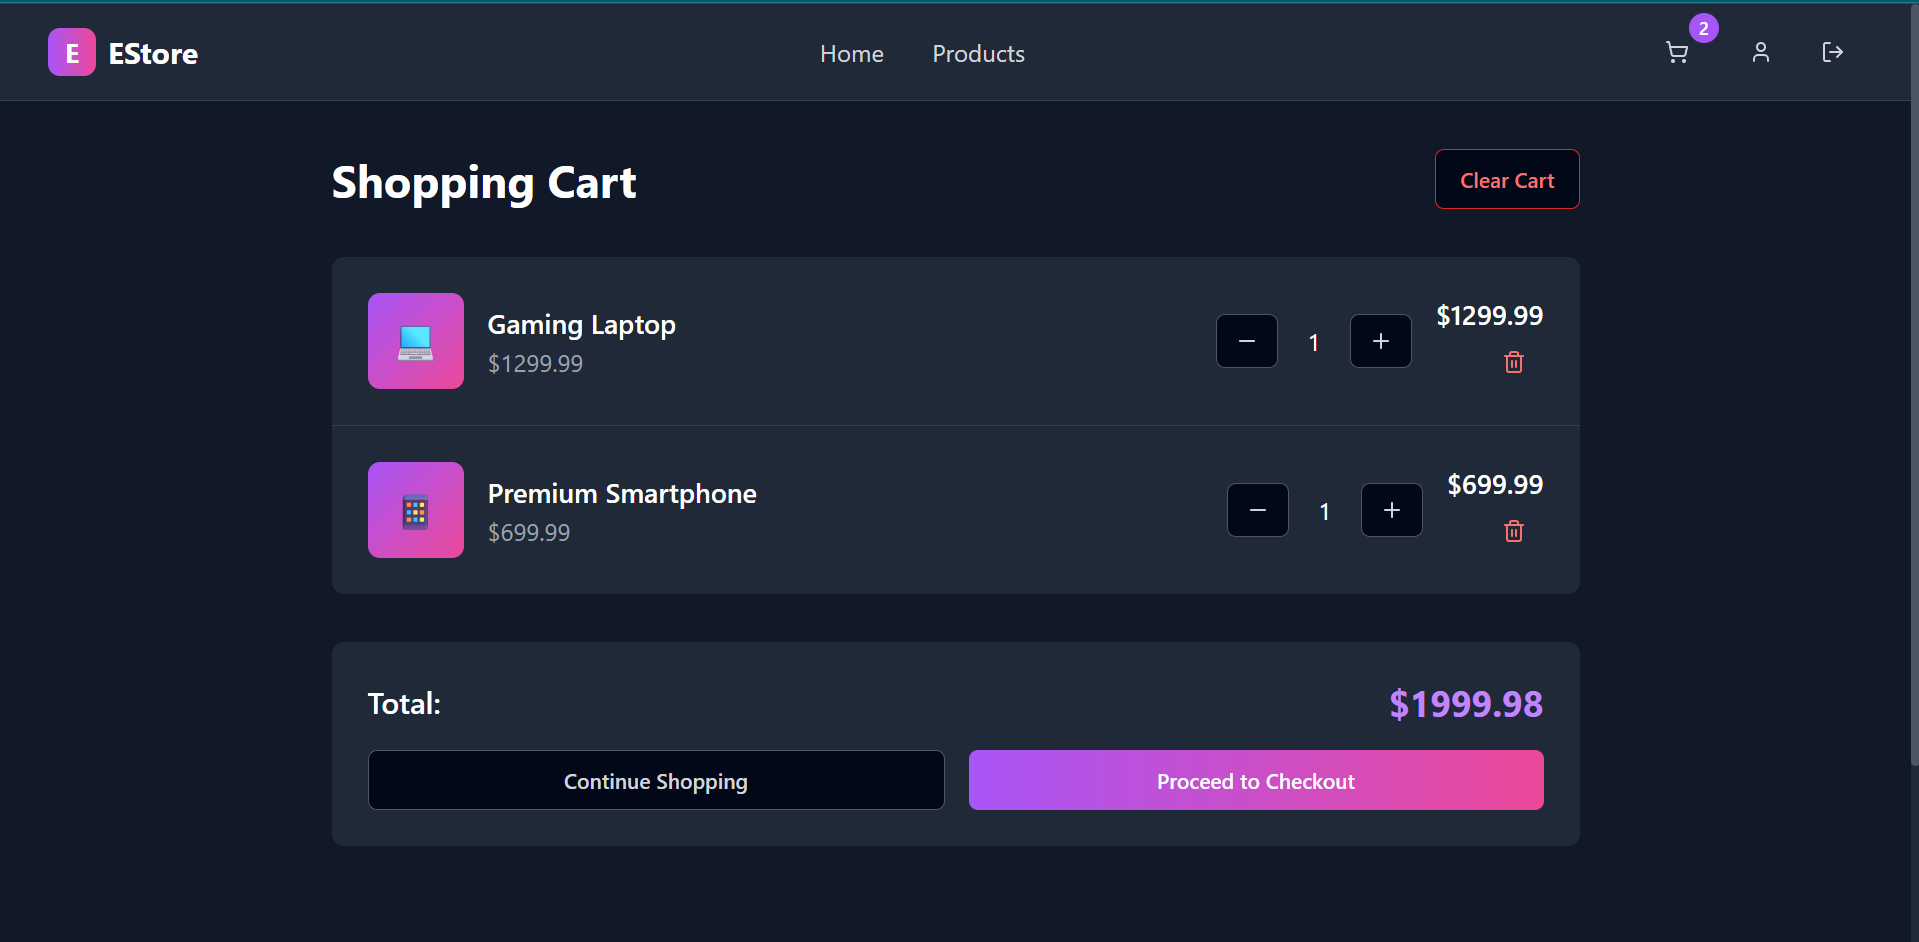 E EStore Home Products 2
Shopping Cart Clear Cart
Gaming Laptop
$1299.99
1
$1299.99
Premium Smartphone
$699.99
1
$699.99
Total: $1999.98
Continue Shopping Proceed to Checkout